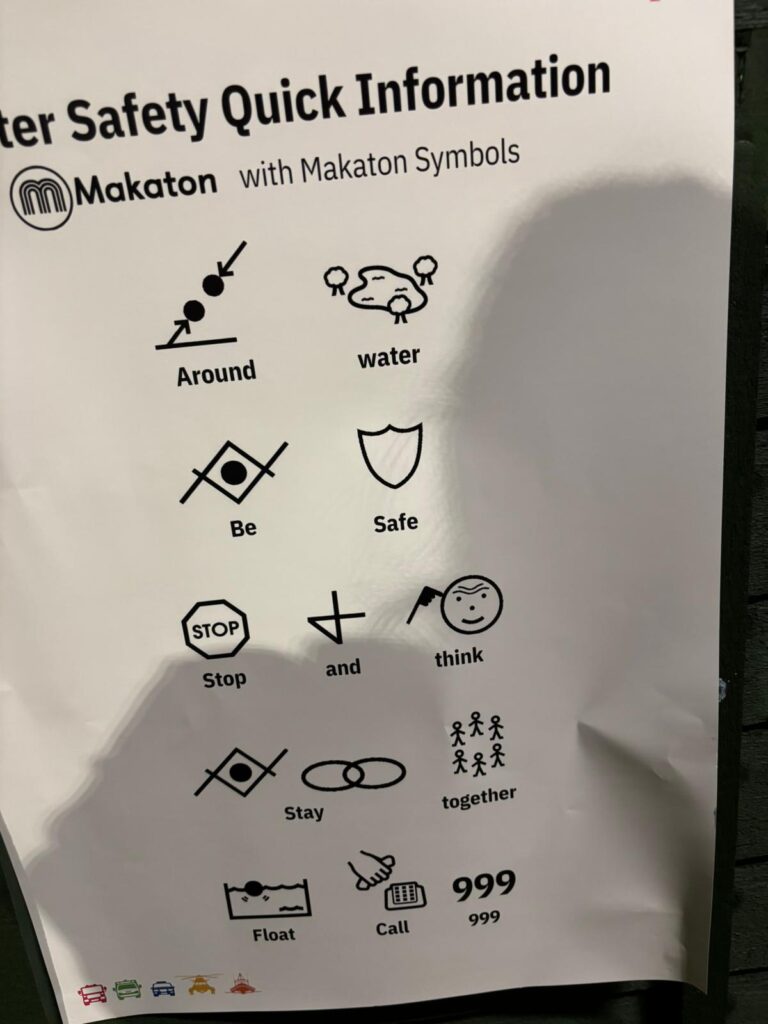 ter Safety Quick Information
Makaton with Makaton Symbols
Around water
Be Safe
STOP
Stop and think
Stay together
999
Float Call 999